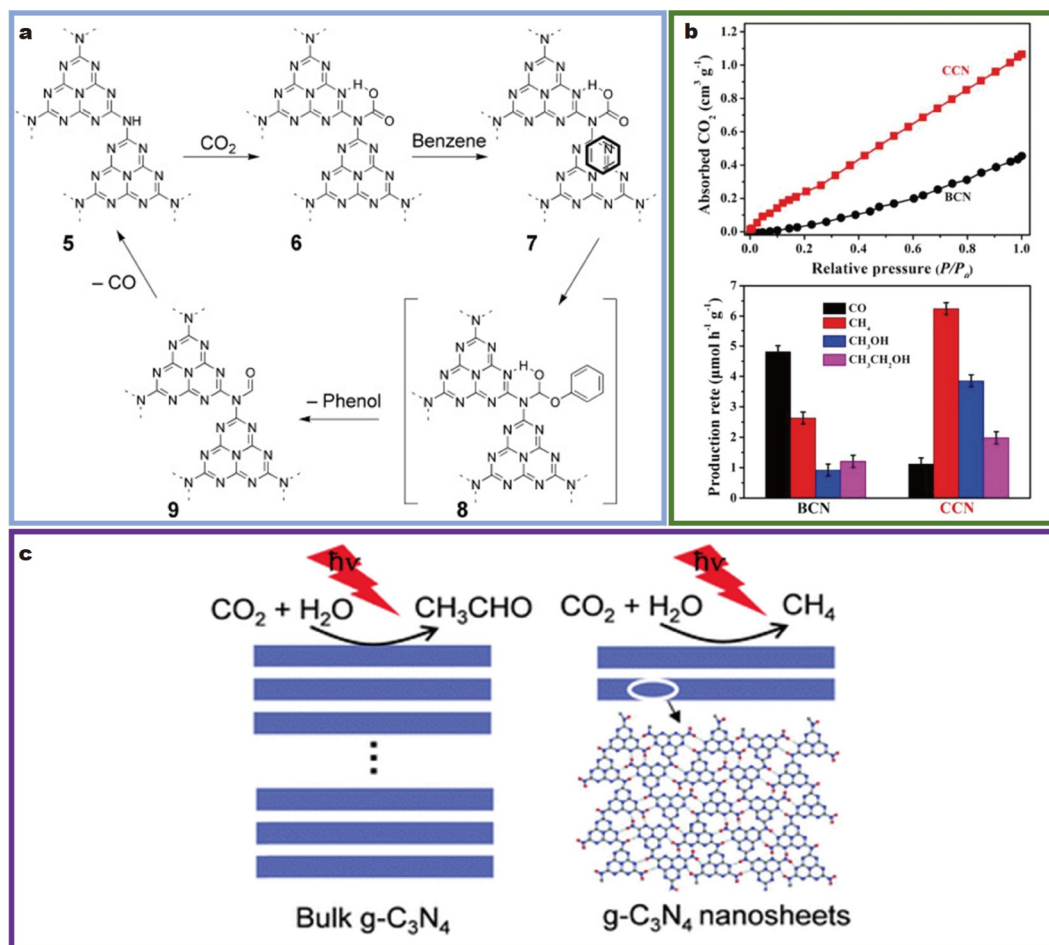 a
5
CO₂
6
Benzene
7
– CO
9
– Phenol
8
b
Absorbed CO₂ (cm³ g⁻¹)
1.2
1.0
0.8
0.6
0.4
0.2
0.0
CCN
BCN
0.0 0.2 0.4 0.6 0.8 1.0
Relative pressure (P/P₀)
Production rete (μmol h⁻¹ g⁻¹)
7
6
5
4
3
2
1
0
CO
CH₄
CH₃OH
CH₃CH₂OH
BCN CCN
c
hν
CO₂ + H₂O CH₃CHO
Bulk g-C₃N₄
hν
CO₂ + H₂O CH₄
g-C₃N₄ nanosheets